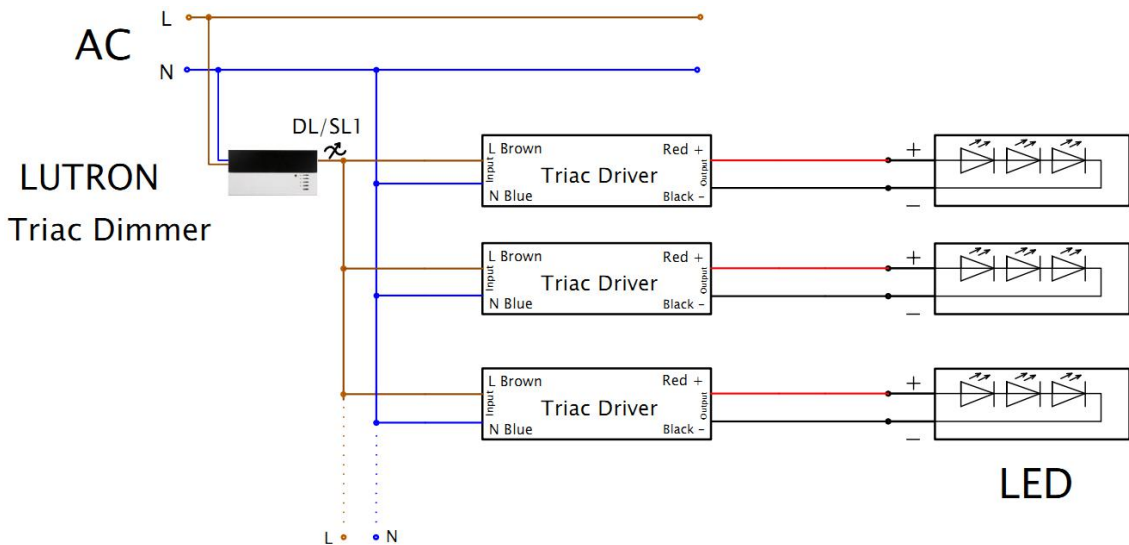 L
AC
N
DL/SL1
LUTRON
Triac Dimmer
L Brown
Red +
Input
Triac Driver
Output
N Blue
Black -
+
-
L Brown
Red +
Input
Triac Driver
Output
N Blue
Black -
+
-
L Brown
Red +
Input
Triac Driver
Output
N Blue
Black -
+
-
LED
L
N